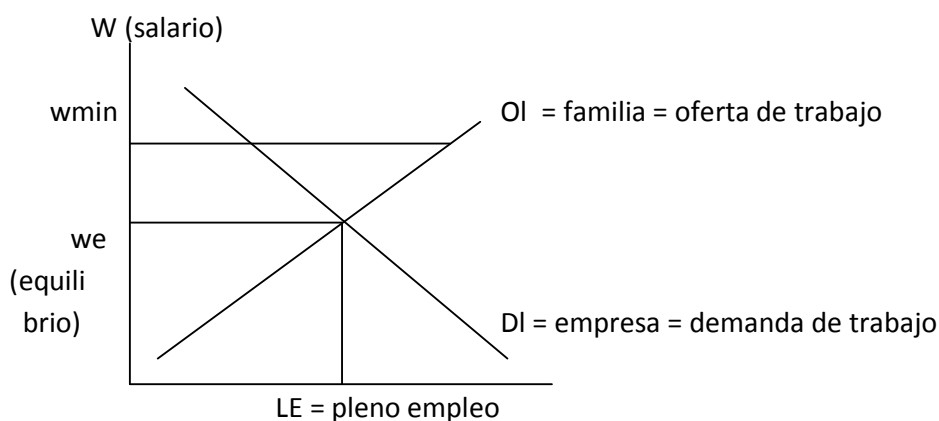 W (salario)
wmin
Ol = familia = oferta de trabajo
we
(equili
brio)
Dl = empresa = demanda de trabajo
LE = pleno empleo